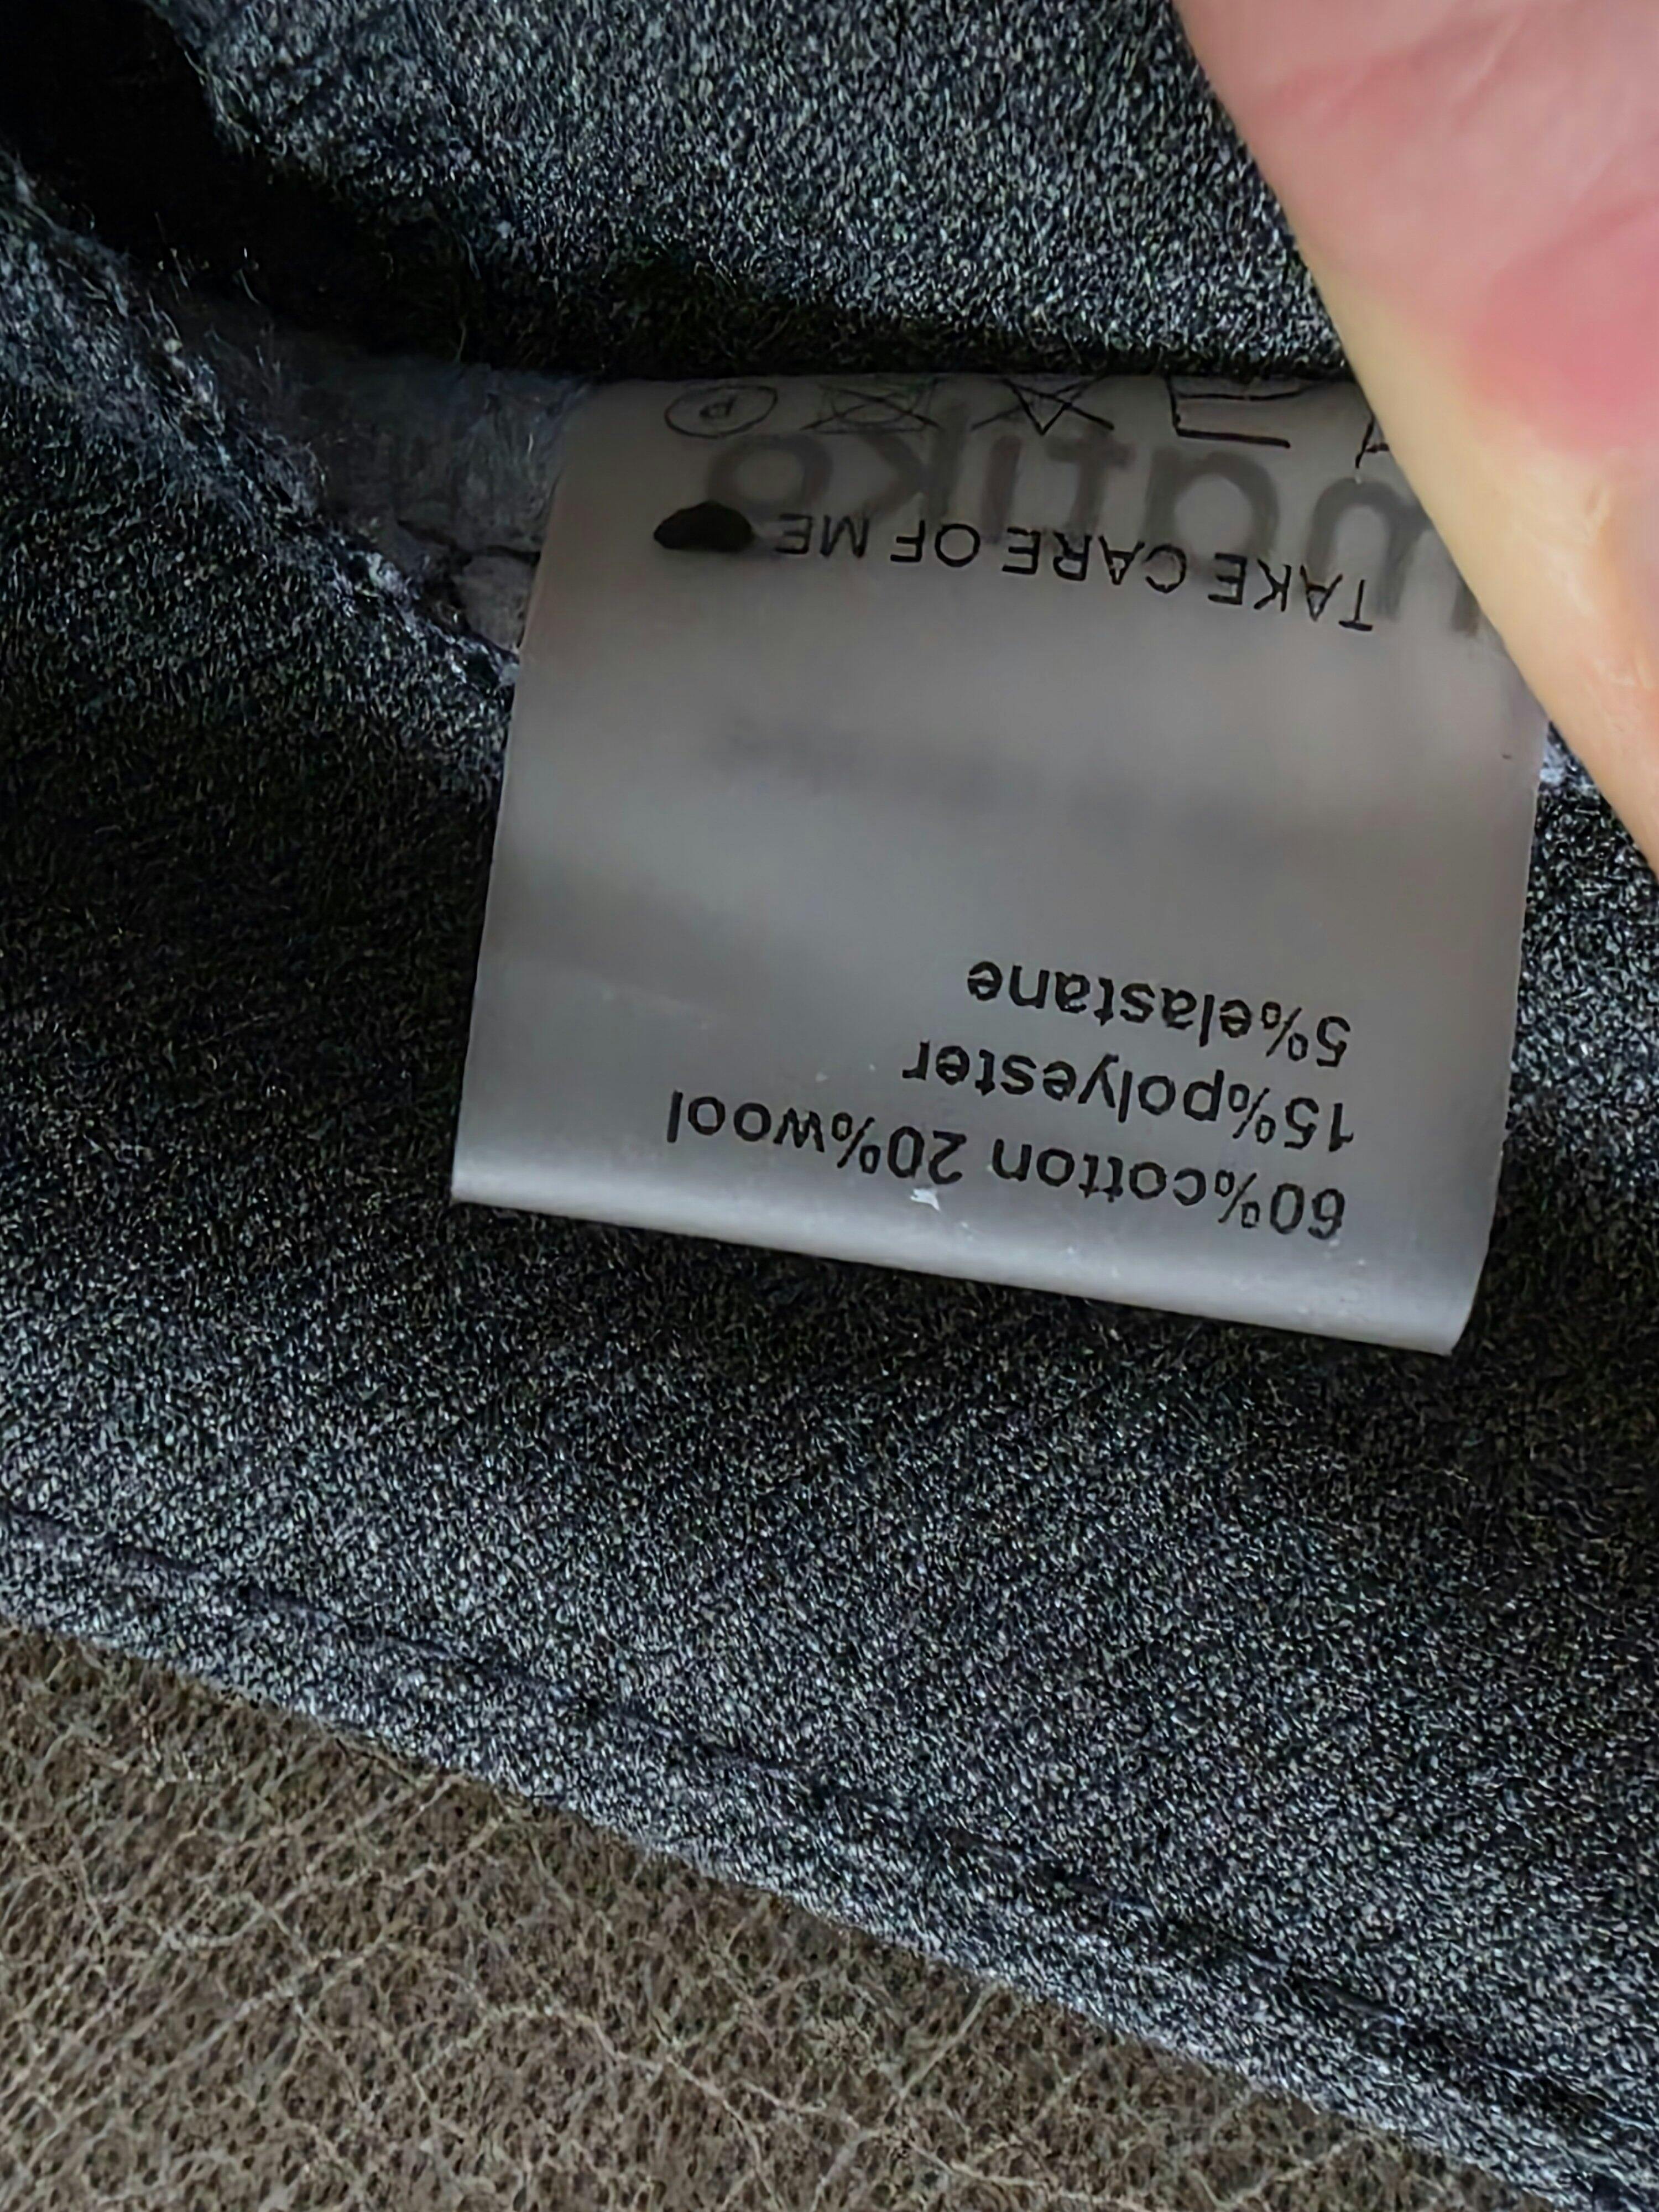 60%cotton 20%wool
15%polyester
5%elastane
TAKE CARE OF ME
P